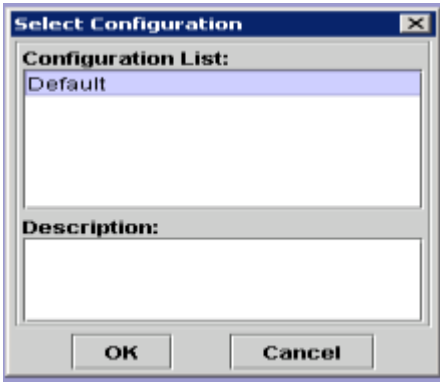 Select Configuration
Configuration List:
Default
Description:
OK
Cancel